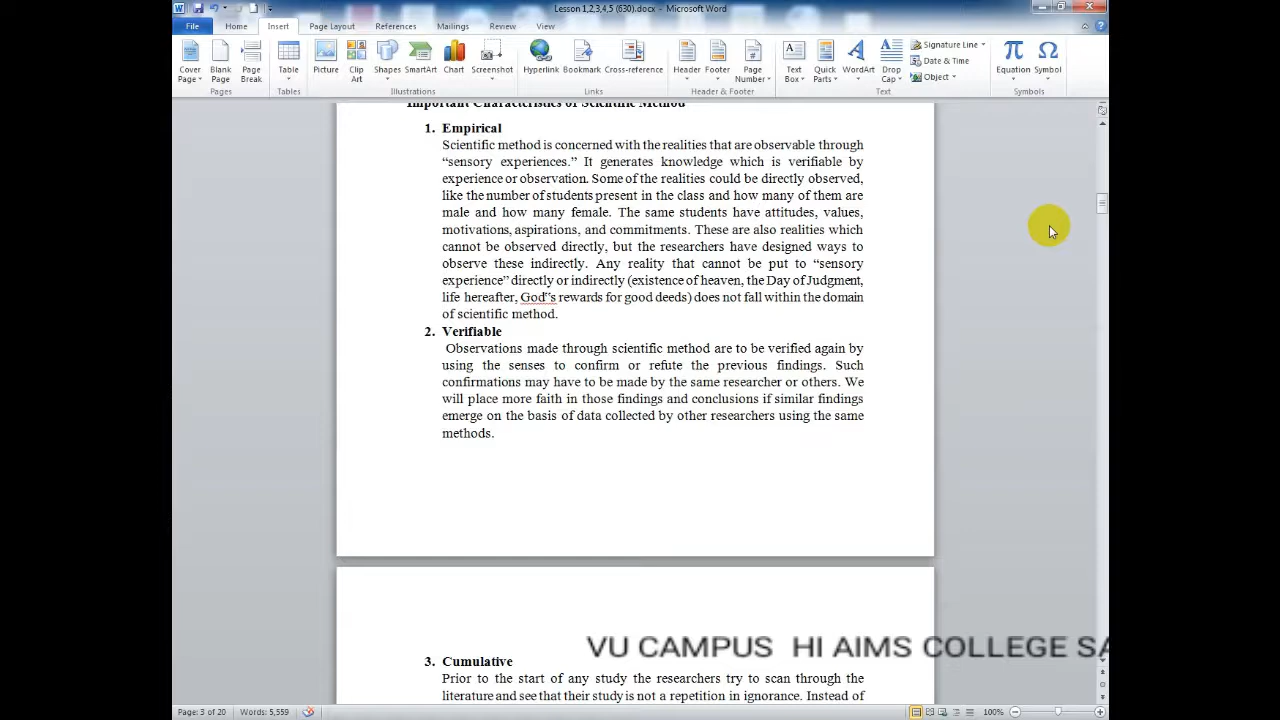 Lesson 1,2,3,4,5 (630).docx – Microsoft Word
File Home Insert Page Layout References Mailings Review View
Cover Page Blank Page Page Break Table Picture Clip Art Shapes SmartArt Chart Screenshot Hyperlink Bookmark Cross-reference Header Footer Page Number Text Box Quick Parts WordArt Drop Cap Signature Line Date & Time Object Equation Symbol
Pages Tables Illustrations Links Header & Footer Text Symbols
Important Characteristics of Scientific Method
1. Empirical
Scientific method is concerned with the realities that are observable through
“sensory experiences.” It generates knowledge which is verifiable by
experience or observation. Some of the realities could be directly observed,
like the number of students present in the class and how many of them are
male and how many female. The same students have attitudes, values,
motivations, aspirations, and commitments. These are also realities which
cannot be observed directly, but the researchers have designed ways to
observe these indirectly. Any reality that cannot be put to “sensory
experience” directly or indirectly (existence of heaven, the Day of Judgment,
life hereafter, God‟s rewards for good deeds) does not fall within the domain
of scientific method.
2. Verifiable
Observations made through scientific method are to be verified again by
using the senses to confirm or refute the previous findings. Such
confirmations may have to be made by the same researcher or others. We
will place more faith in those findings and conclusions if similar findings
emerge on the basis of data collected by other researchers using the same
methods.
VU CAMPUS HI AIMS COLLEGE SA
3. Cumulative
Prior to the start of any study the researchers try to scan through the
literature and see that their study is not a repetition in ignorance. Instead of
Page: 3 of 20 Words: 5,559 100%